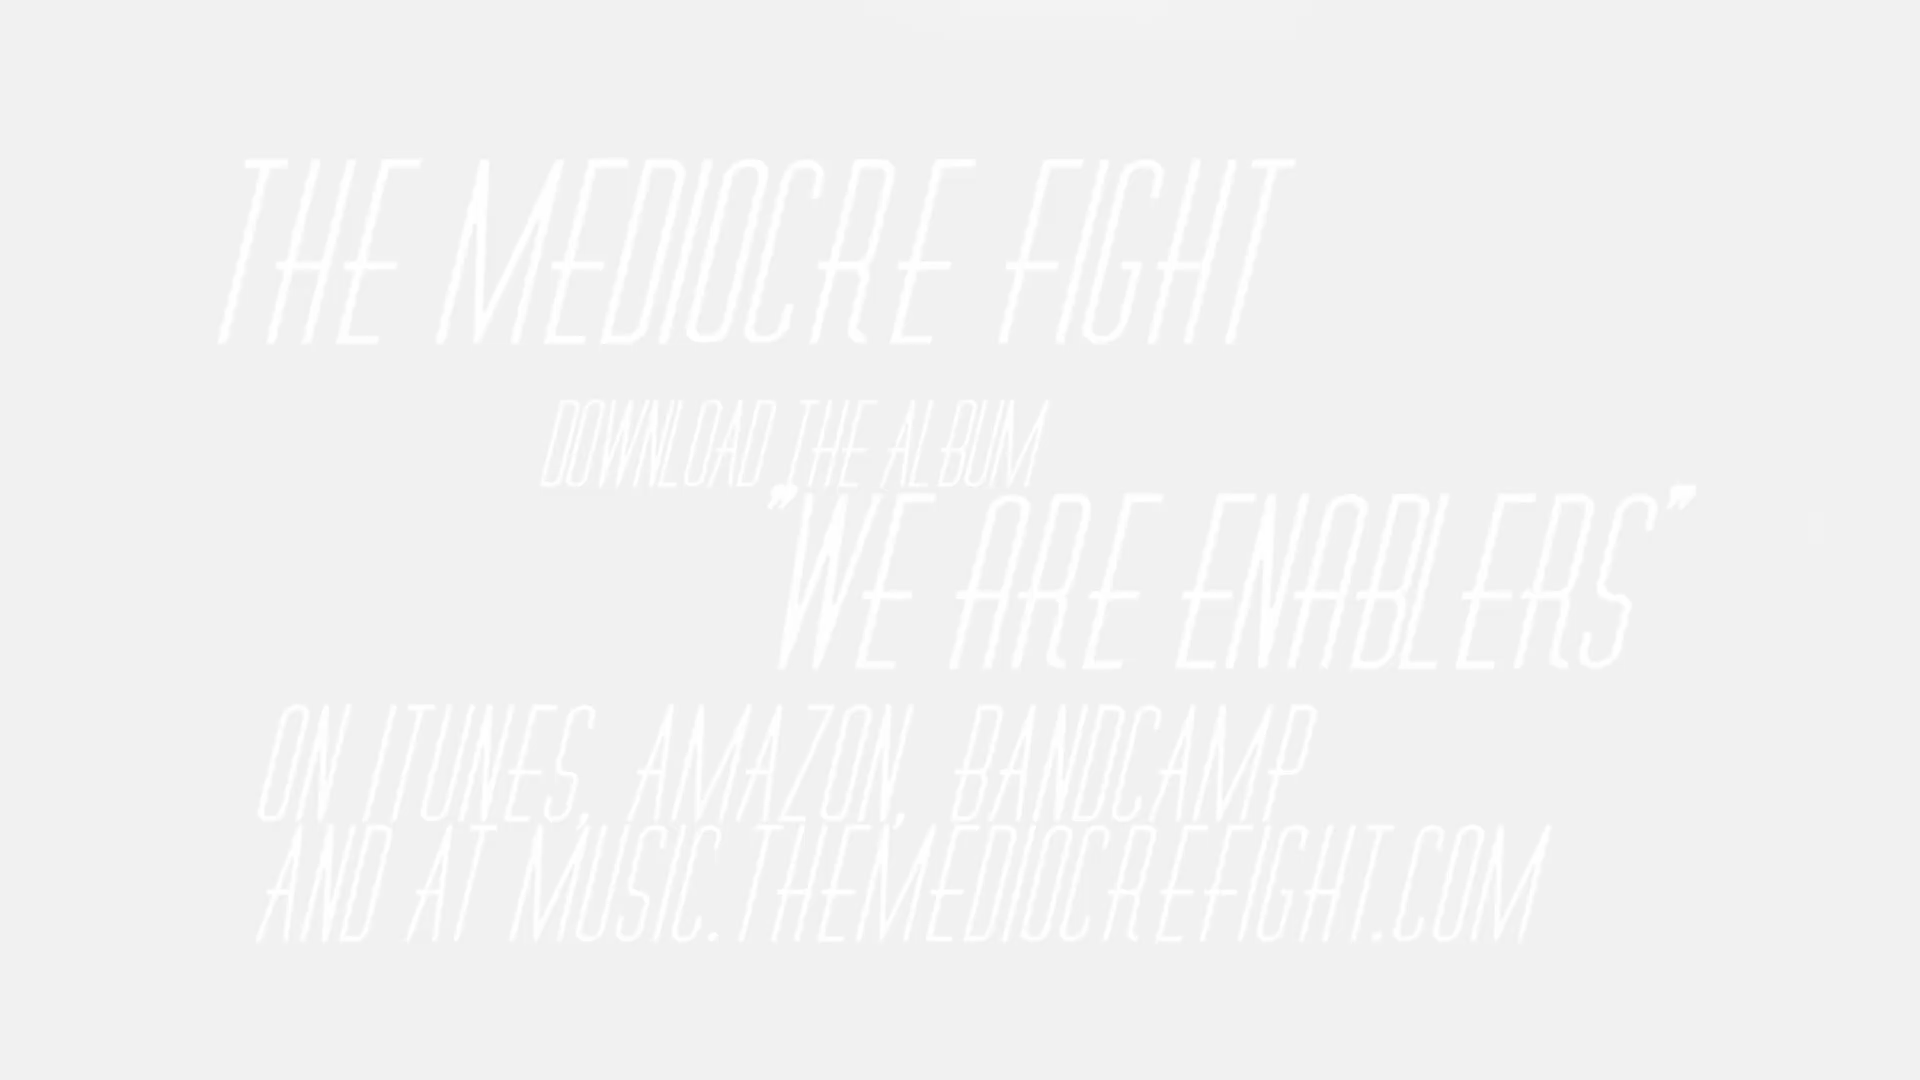 THE MEDIOCRE FIGHT
DOWNLOAD THE ALBUM
"WE ARE ENABLERS"
ON ITUNES, AMAZON, BANDCAMP
AND AT MUSIC.THEMEDIOCREFIGHT.COM